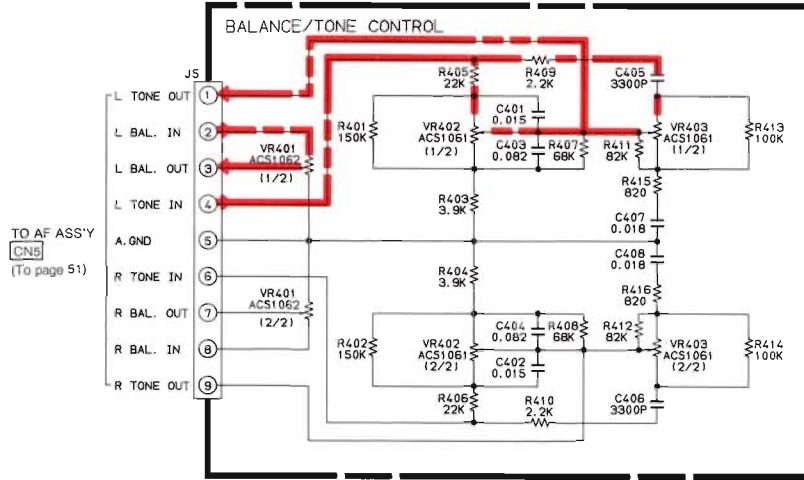 BALANCE/TONE CONTROL
J5
L TONE OUT 1
L BAL. IN 2
L BAL. OUT 3
L TONE IN 4
A.GND 5
R TONE IN 6
R BAL. OUT 7
R BAL. IN 8
R TONE OUT 9
TO AF ASS'Y
CN5
(To page 51)
VR401
ACS1062
(1/2)
VR401
ACS1062
(2/2)
R405
22K
R409
2.2K
C405
3300P
R401
150K
VR402
ACS1061
(1/2)
C401
0.015
C403
0.082
R407
68K
R411
82K
VR403
ACS1061
(1/2)
R413
100K
R403
3.9K
R415
820
C407
0.018
C408
0.018
R404
3.9K
R416
820
R402
150K
VR402
ACS1061
(2/2)
C404
0.082
C402
0.015
R408
68K
R412
82K
VR403
ACS1061
(2/2)
R414
100K
R406
22K
R410
2.2K
C406
3300P